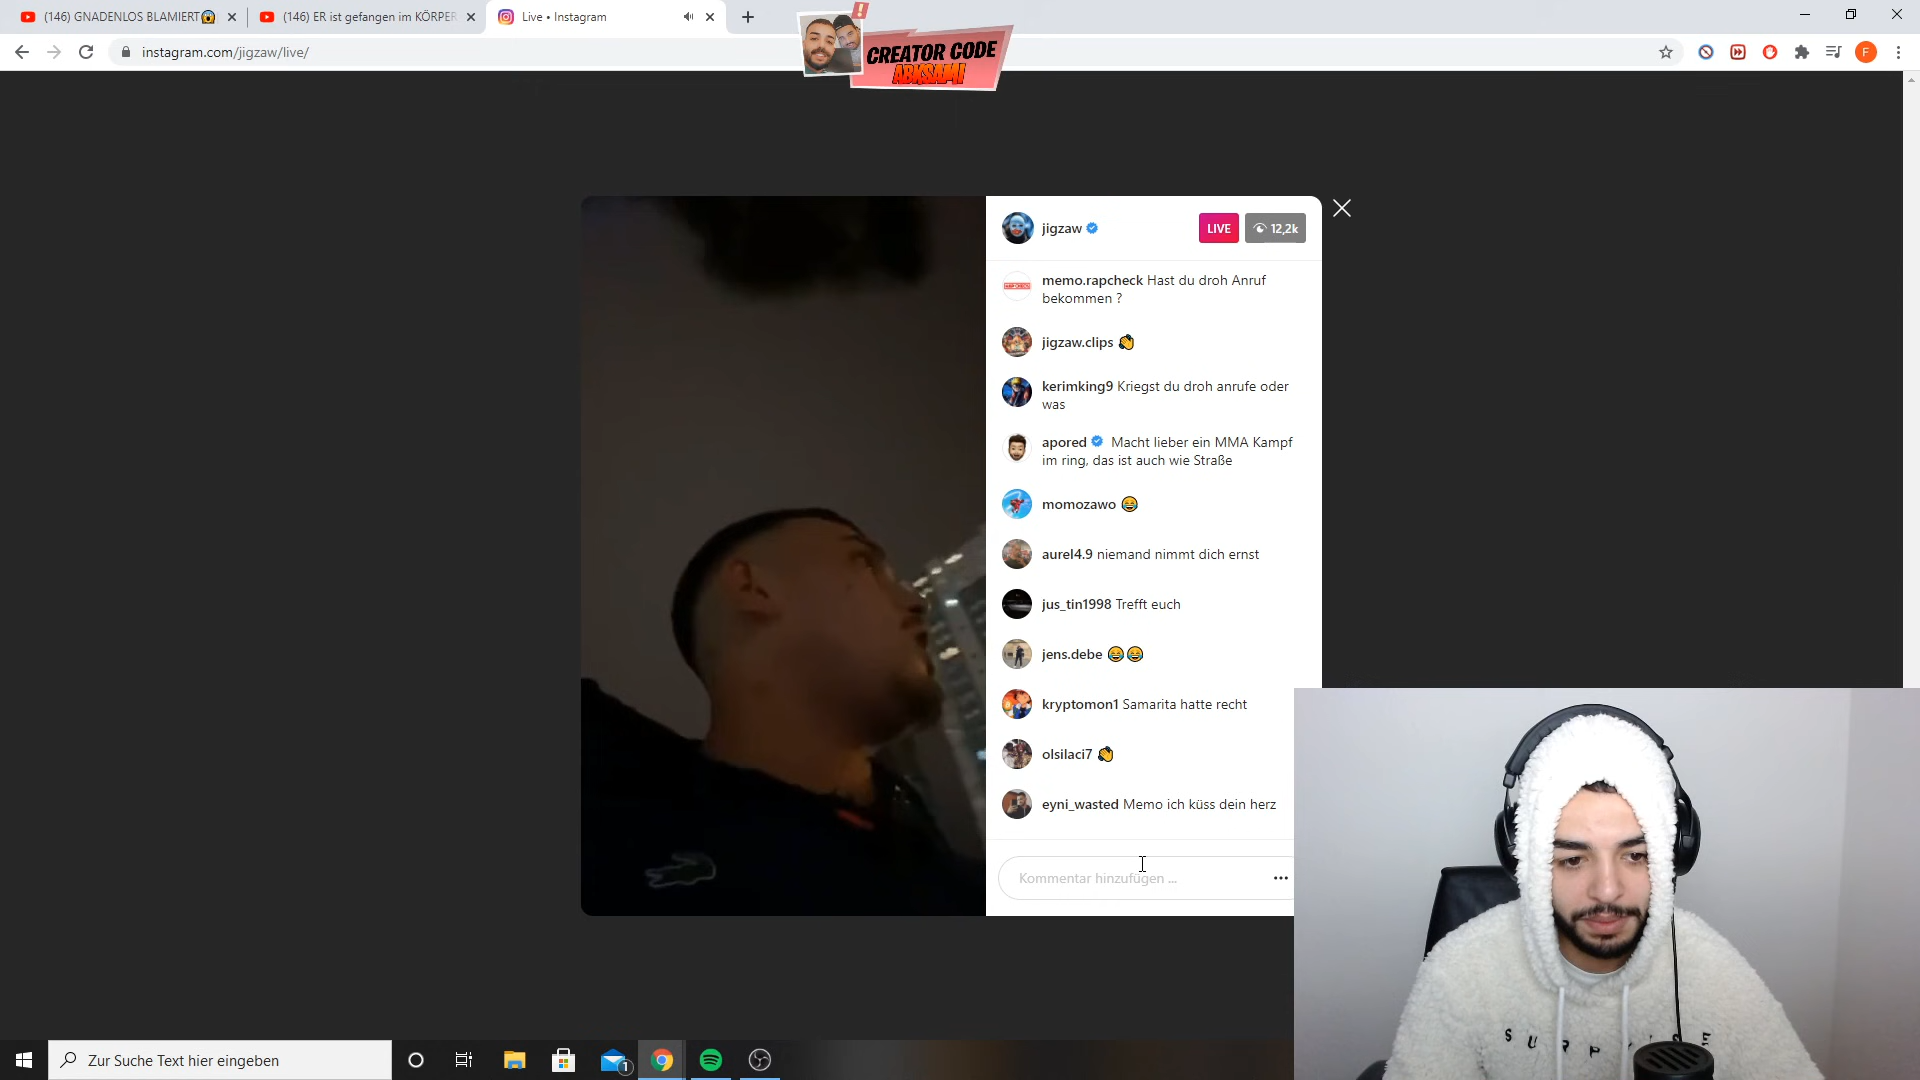 (146) GNADENLOS BLAMIERT😱
(146) ER ist gefangen im KÖRPER
Live • Instagram
instagram.com/jigzaw/live/
F
CREATOR CODE
ABKSAMI
jigzaw
LIVE
12,2k
memo.rapcheck Hast du droh Anruf
bekommen ?
jigzaw.clips 👏
kerimking9 Kriegst du droh anrufe oder
was
apored Macht lieber ein MMA Kampf
im ring, das ist auch wie Straße
momozawo 😂
aurel4.9 niemand nimmt dich ernst
jus_tin1998 Trefft euch
jens.debe 😂😂
kryptomon1 Samarita hatte recht
olsilaci7 👏
eyni_wasted Memo ich küss dein herz
Kommentar hinzufügen ...
Zur Suche Text hier eingeben
1